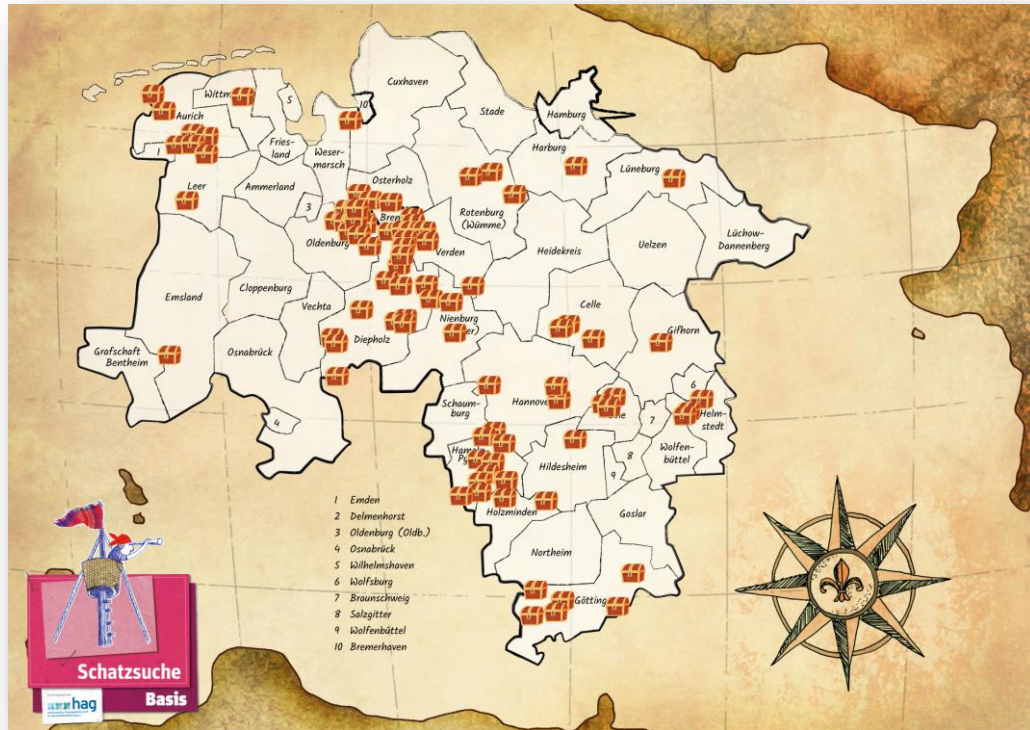 Cuxhaven
Stade
Hamburg
Aurich
5
10
1
Fries-
land
Weser-
marsch
Harburg
Lüneburg
Osterholz
Leer
Ammerland
3
Rotenburg
(Wümme)
Lüchow-
Dannenberg
Oldenburg
Verden
Heidekreis
Uelzen
Emsland
Cloppenburg
Vechta
Celle
Nienburg
Gifhorn
Diepholz
Grafschaft
Bentheim
Osnabrück
6
Schaum-
burg
Helm-
stedt
4
7
Wolfen-
büttel
8
Hildesheim
9
Holzminden
Goslar
Northeim
1 Emden
2 Delmenhorst
3 Oldenburg (Oldb.)
4 Osnabrück
5 Wilhelmshaven
6 Wolfsburg
7 Braunschweig
8 Salzgitter
9 Wolfenbüttel
10 Bremerhaven
Schatzsuche
Basis
hag